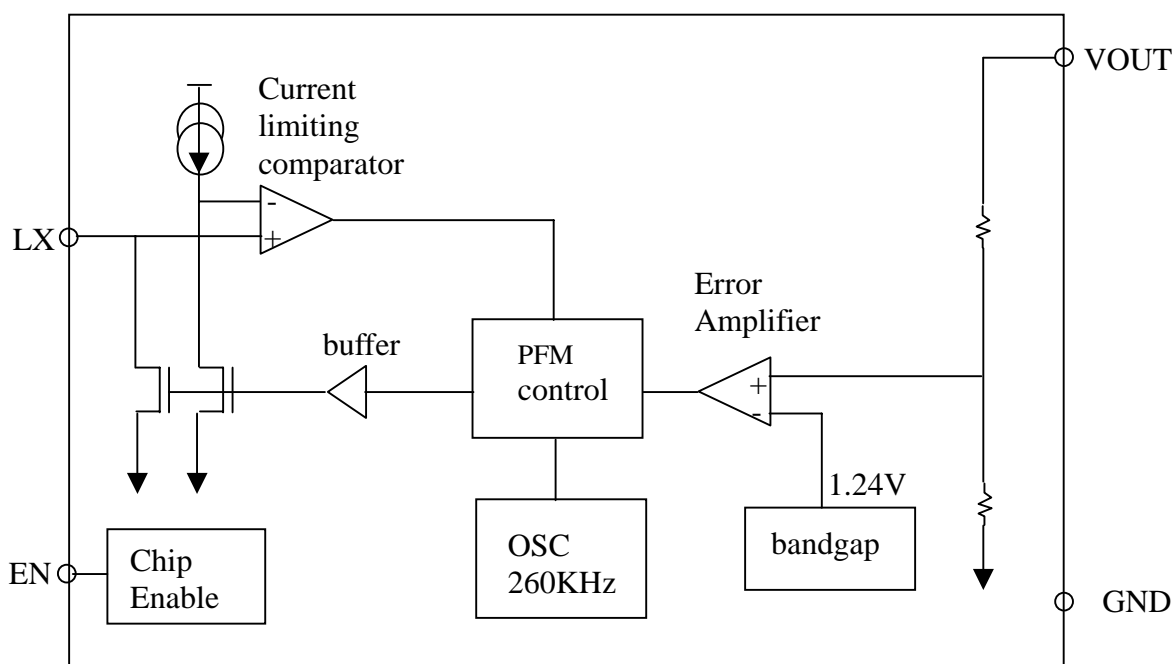 VOUT
Current
limiting
comparator
-
+
LX
Error
Amplifier
buffer
PFM
control
+
-
1.24V
OSC
260KHz
bandgap
EN
Chip
Enable
GND